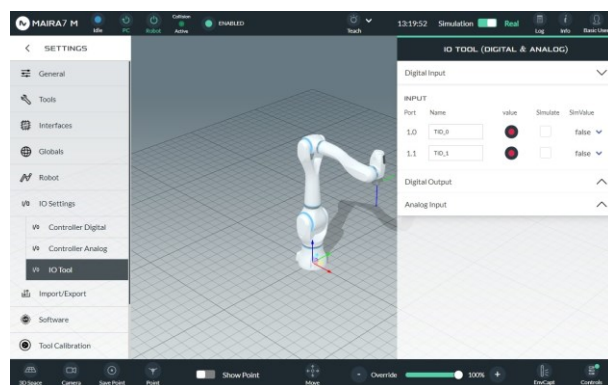 MAIRA7 M
Idle
PC
Robot
Collision
Active
ENABLED
Teach
13:19:52
Simulation
Real
Log
Info
Basic User
SETTINGS
General
Tools
Interfaces
Globals
Robot
I/O IO Settings
I/O Controller Digital
I/O Controller Analog
I/O IO Tool
Import/Export
Software
Tool Calibration
IO TOOL (DIGITAL & ANALOG)
Digital Input
INPUT
Port Name value Simulate SimValue
1.0 TIO_0 false
1.1 TIO_1 false
Digital Output
Analog Input
3D Space
Camera
Save Point
Point
Show Point
Move
- Override 100% +
EnvCapt
Controls